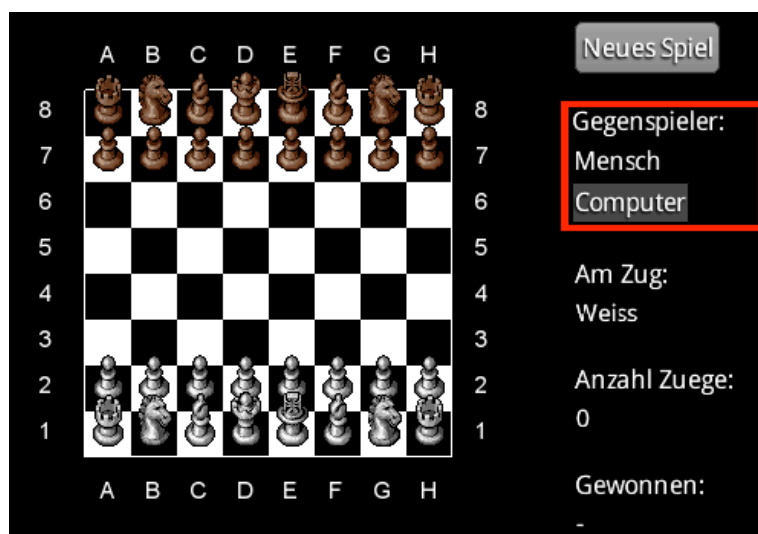 A B C D E F G H
8 8
7 7
6 6
5 5
4 4
3 3
2 2
1 1
A B C D E F G H
Neues Spiel
Gegenspieler:
Mensch
Computer
Am Zug:
Weiss
Anzahl Zuege:
0
Gewonnen:
-